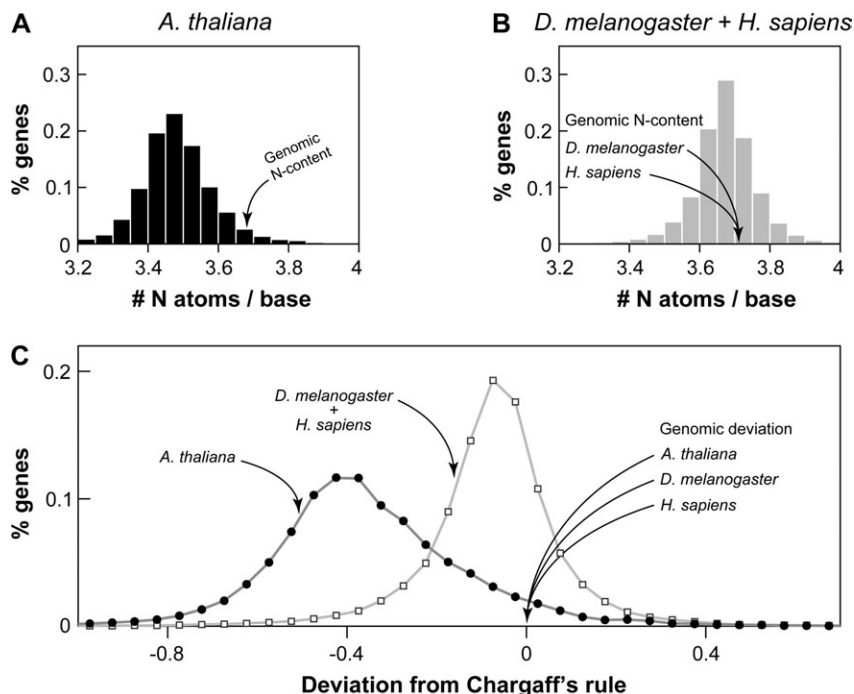 A
A. thaliana
% genes
0.3
0.2
0.1
0
Genomic
N-content
3.2
3.4
3.6
3.8
4
# N atoms / base
B
D. melanogaster + H. sapiens
% genes
0.3
0.2
0.1
0
Genomic N-content
D. melanogaster
H. sapiens
3.2
3.4
3.6
3.8
4
# N atoms / base
C
% genes
0.2
0.1
0
A. thaliana
D. melanogaster
+
H. sapiens
Genomic deviation
A. thaliana
D. melanogaster
H. sapiens
-0.8
-0.4
0
0.4
Deviation from Chargaff's rule